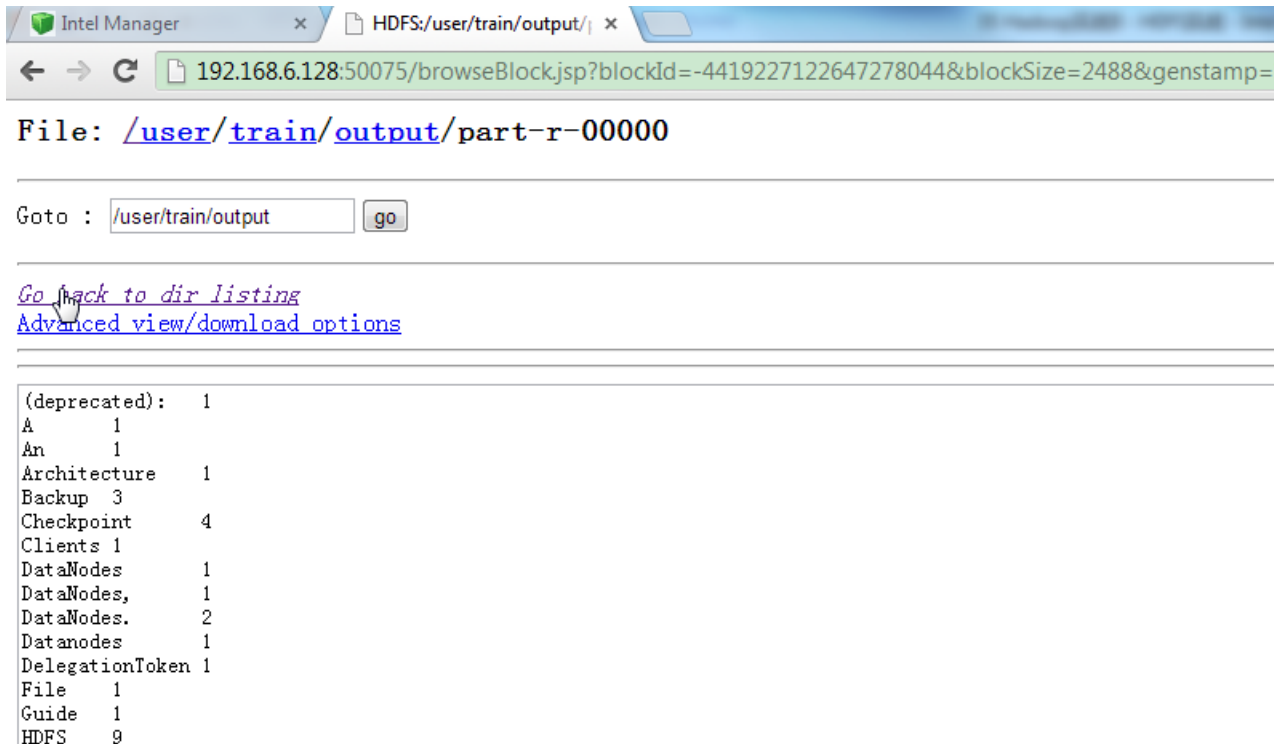 Intel Manager × HDFS:/user/train/output/p ×
192.168.6.128:50075/browseBlock.jsp?blockId=-4419227122647278044&blockSize=2488&genstamp=
File: /user/train/output/part-r-00000
Goto : /user/train/output go
Go back to dir listing
Advanced view/download options
(deprecated): 1
A 1
An 1
Architecture 1
Backup 3
Checkpoint 4
Clients 1
DataNodes 1
DataNodes, 1
DataNodes. 2
Datanodes 1
DelegationToken 1
File 1
Guide 1
HDFS 9